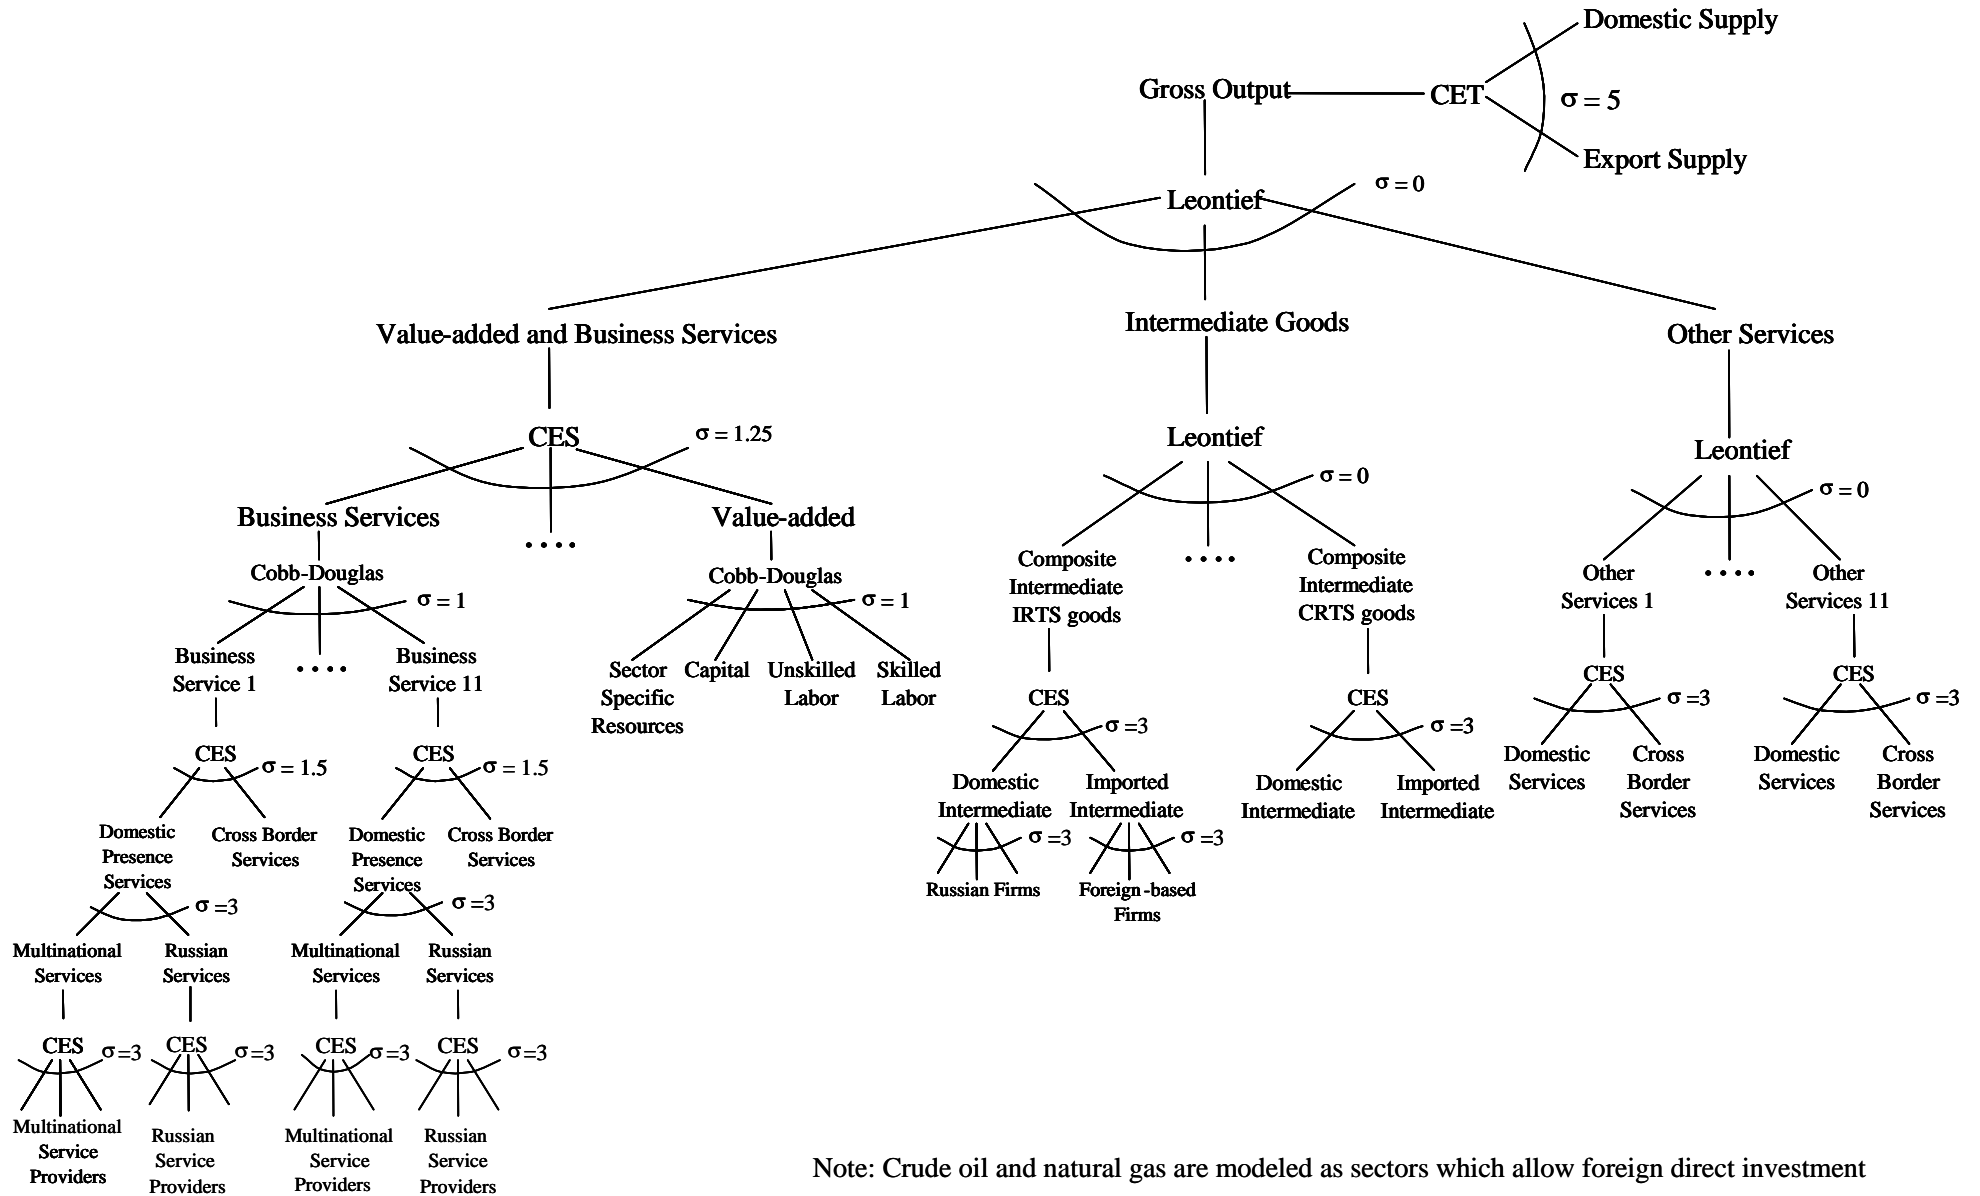 Domestic Supply
Gross Output
CET
σ = 5
Export Supply
σ = 0
Leontief
Value-added and Business Services
Intermediate Goods
Other Services
CES
σ = 1.25
Leontief
σ = 0
Leontief
σ = 0
Business Services
....
Value-added
Cobb-Douglas
σ = 1
Cobb-Douglas
σ = 1
Composite
Intermediate
IRTS goods
....
Composite
Intermediate
CRTS goods
Other
Services 1
....
Other
Services 11
Business
Service 1
....
Business
Service 11
Sector
Specific
Resources
Capital
Unskilled
Labor
Skilled
Labor
CES
σ =3
CES
σ =3
CES
σ =3
CES
σ =3
CES
σ = 1.5
CES
σ = 1.5
Domestic
Intermediate
Imported
Intermediate
Domestic
Intermediate
Imported
Intermediate
Domestic
Services
Cross
Border
Services
Domestic
Services
Cross
Border
Services
Domestic
Presence
Services
Cross Border
Services
Domestic
Presence
Services
Cross Border
Services
σ =3
σ =3
Russian Firms
Foreign -based
Firms
σ =3
σ =3
Multinational
Services
Russian
Services
Multinational
Services
Russian
Services
CES
σ =3
CES
σ =3
CES
σ =3
CES
σ =3
Multinational
Service
Providers
Russian
Service
Providers
Multinational
Service
Providers
Russian
Service
Providers
Note: Crude oil and natural gas are modeled as sectors which allow foreign direct investment